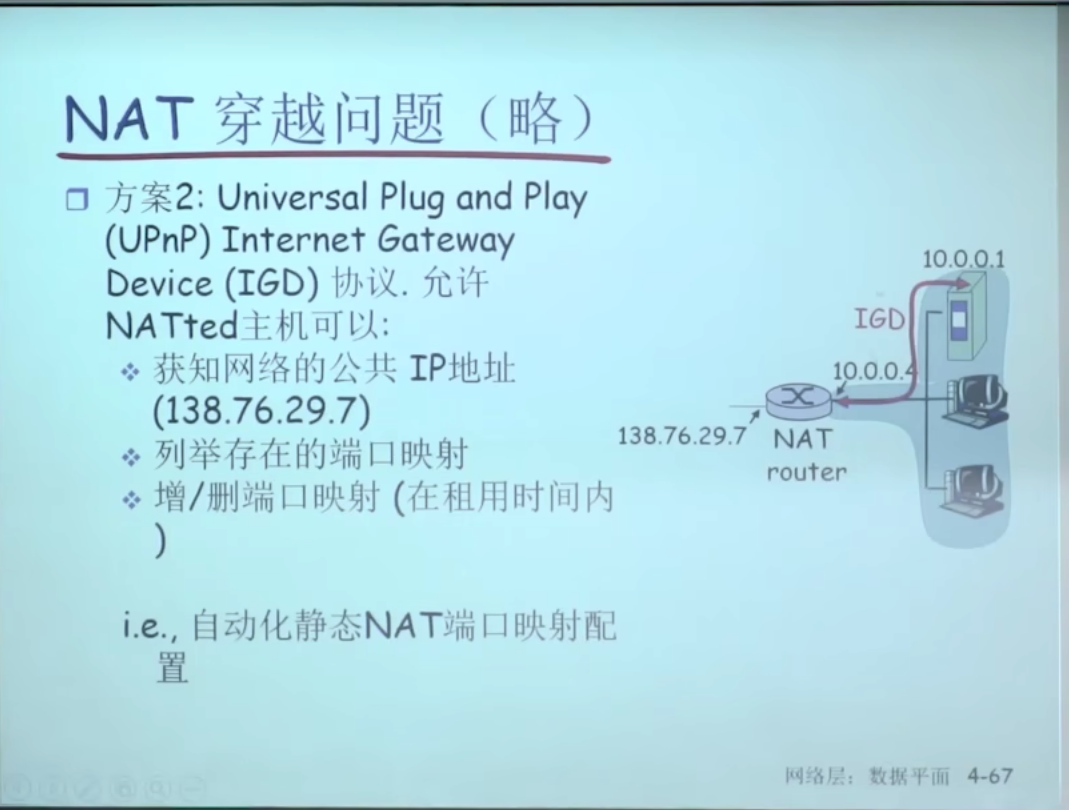 NAT 穿越问题（略）
方案2: Universal Plug and Play
(UPnP) Internet Gateway
Device (IGD) 协议. 允许
NATted主机可以:
获知网络的公共 IP地址
(138.76.29.7)
列举存在的端口映射
增/删端口映射 (在租用时间内
)
i.e., 自动化静态NAT端口映射配
置
10.0.0.1
IGD
10.0.0.4
138.76.29.7
NAT
router
网络层：数据平面 4-67